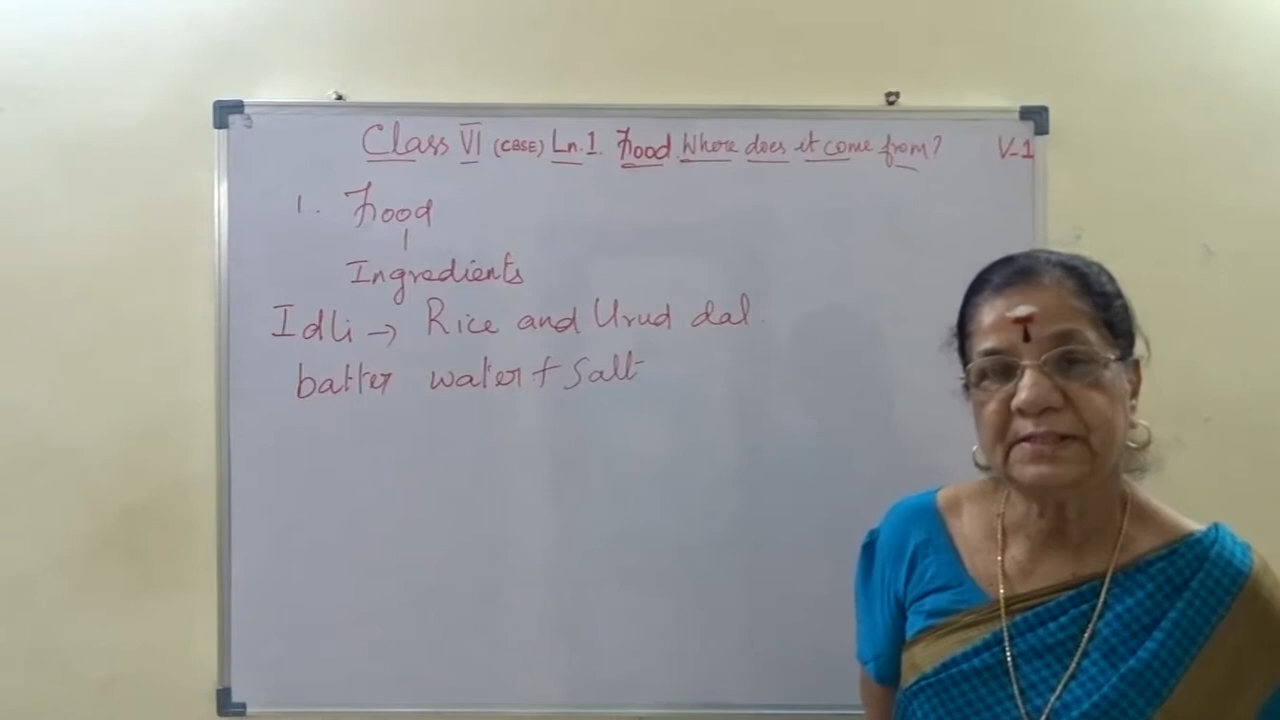 Class VI (CBSE) Ln.1. Food Where does it come from? V-1
1. Food
Ingredients
Idli → Rice and Urud dal.
batter water + Salt